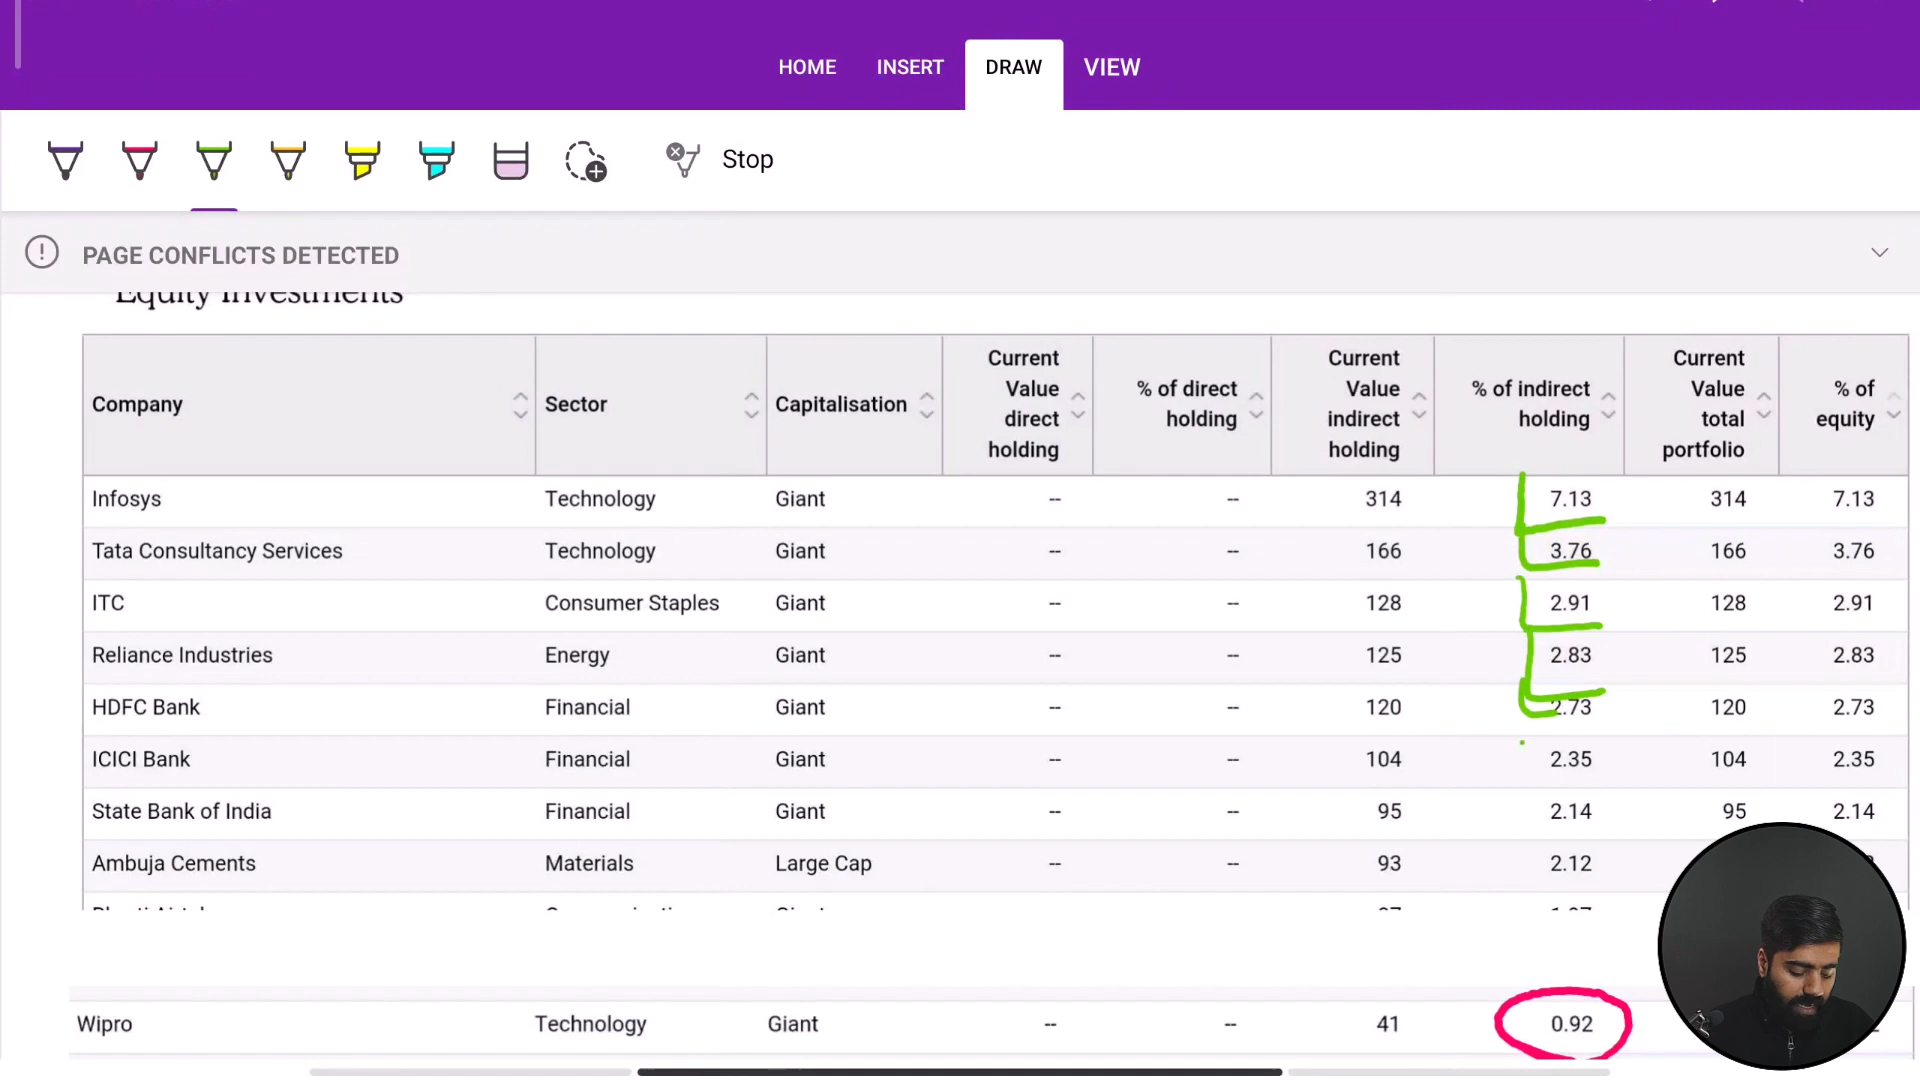 HOME INSERT DRAW VIEW
Stop
PAGE CONFLICTS DETECTED
Equity Investments
Company Sector Capitalisation Current Value direct holding % of direct holding Current Value indirect holding % of indirect holding Current Value total portfolio % of equity
Infosys Technology Giant -- -- 314 7.13 314 7.13
Tata Consultancy Services Technology Giant -- -- 166 3.76 166 3.76
ITC Consumer Staples Giant -- -- 128 2.91 128 2.91
Reliance Industries Energy Giant -- -- 125 2.83 125 2.83
HDFC Bank Financial Giant -- -- 120 2.73 120 2.73
ICICI Bank Financial Giant -- -- 104 2.35 104 2.35
State Bank of India Financial Giant -- -- 95 2.14 95 2.14
Ambuja Cements Materials Large Cap -- -- 93 2.12
Wipro Technology Giant -- -- 41 0.92